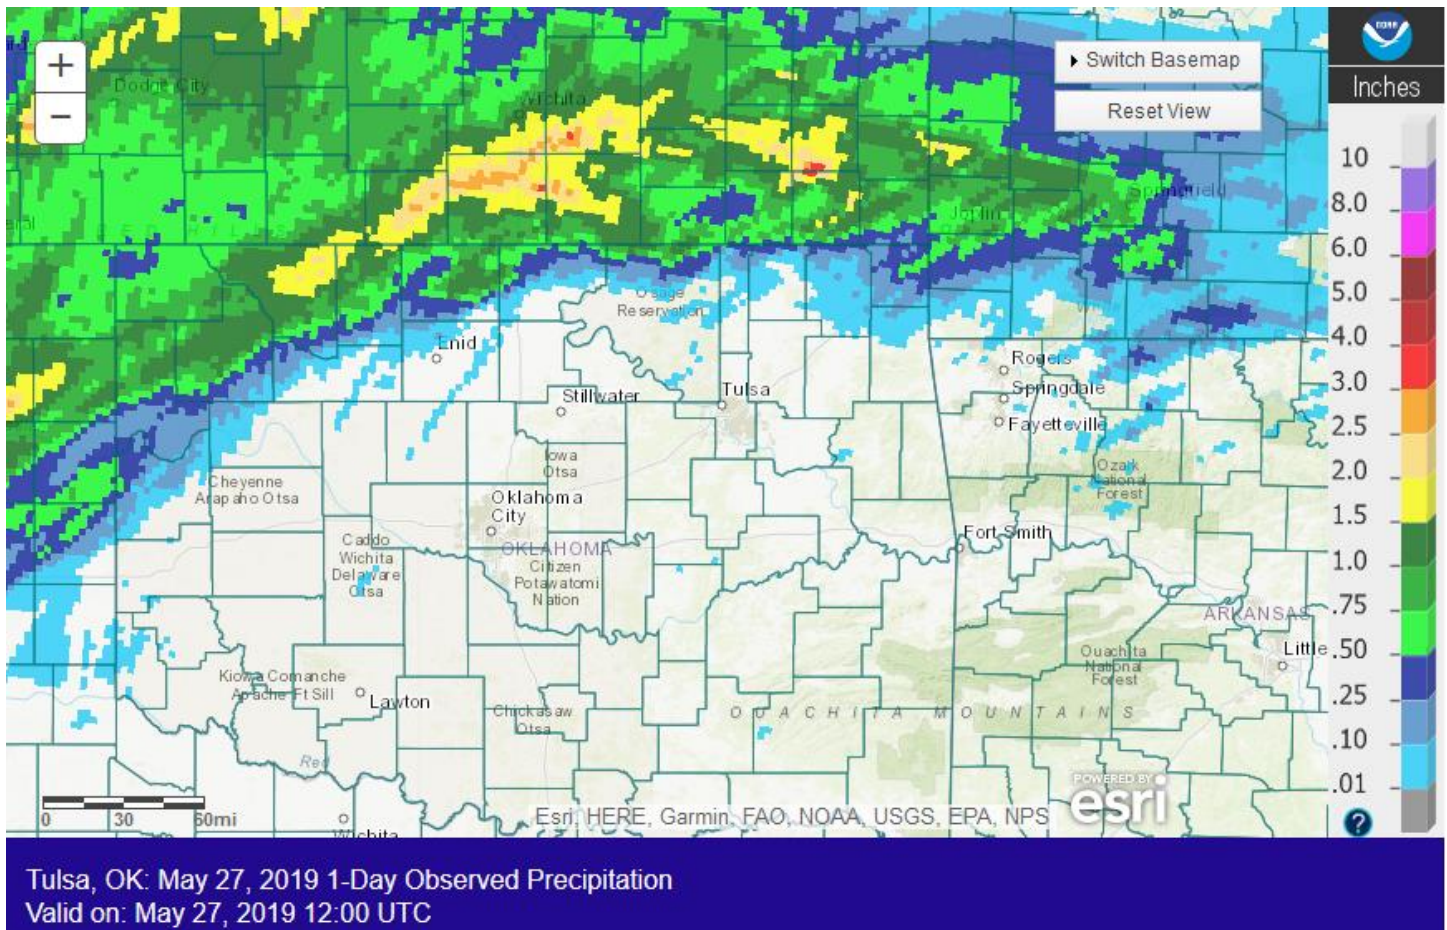 +
Dodge City
−
Wichita
Switch Basemap
Reset View
NOAA
Inches
10
8.0
6.0
5.0
4.0
3.0
2.5
2.0
1.5
1.0
.75
.50
.25
.10
.01
Springfield
Joplin
Osage
Reservation
Enid
Rogers
Springdale
Fayetteville
Stillwater
Tulsa
Iowa
Otsa
Cheyenne
Arapaho Otsa
Oklahoma
City
Ozark
National
Forest
Fort Smith
Caddo
Wichita
Delaware
Otsa
OKLAHOMA
Citizen
Potawatomi
Nation
ARKANSAS
Little
Ouachita
National
Forest
Kiowa Comanche
Apache Ft Sill
Lawton
Chickasaw
Otsa
OUACHITA MOUNTAINS
Red
0 30 60mi
Wichita
Esri, HERE, Garmin, FAO, NOAA, USGS, EPA, NPS
POWERED BY
esri
?
Tulsa, OK: May 27, 2019 1-Day Observed Precipitation
Valid on: May 27, 2019 12:00 UTC